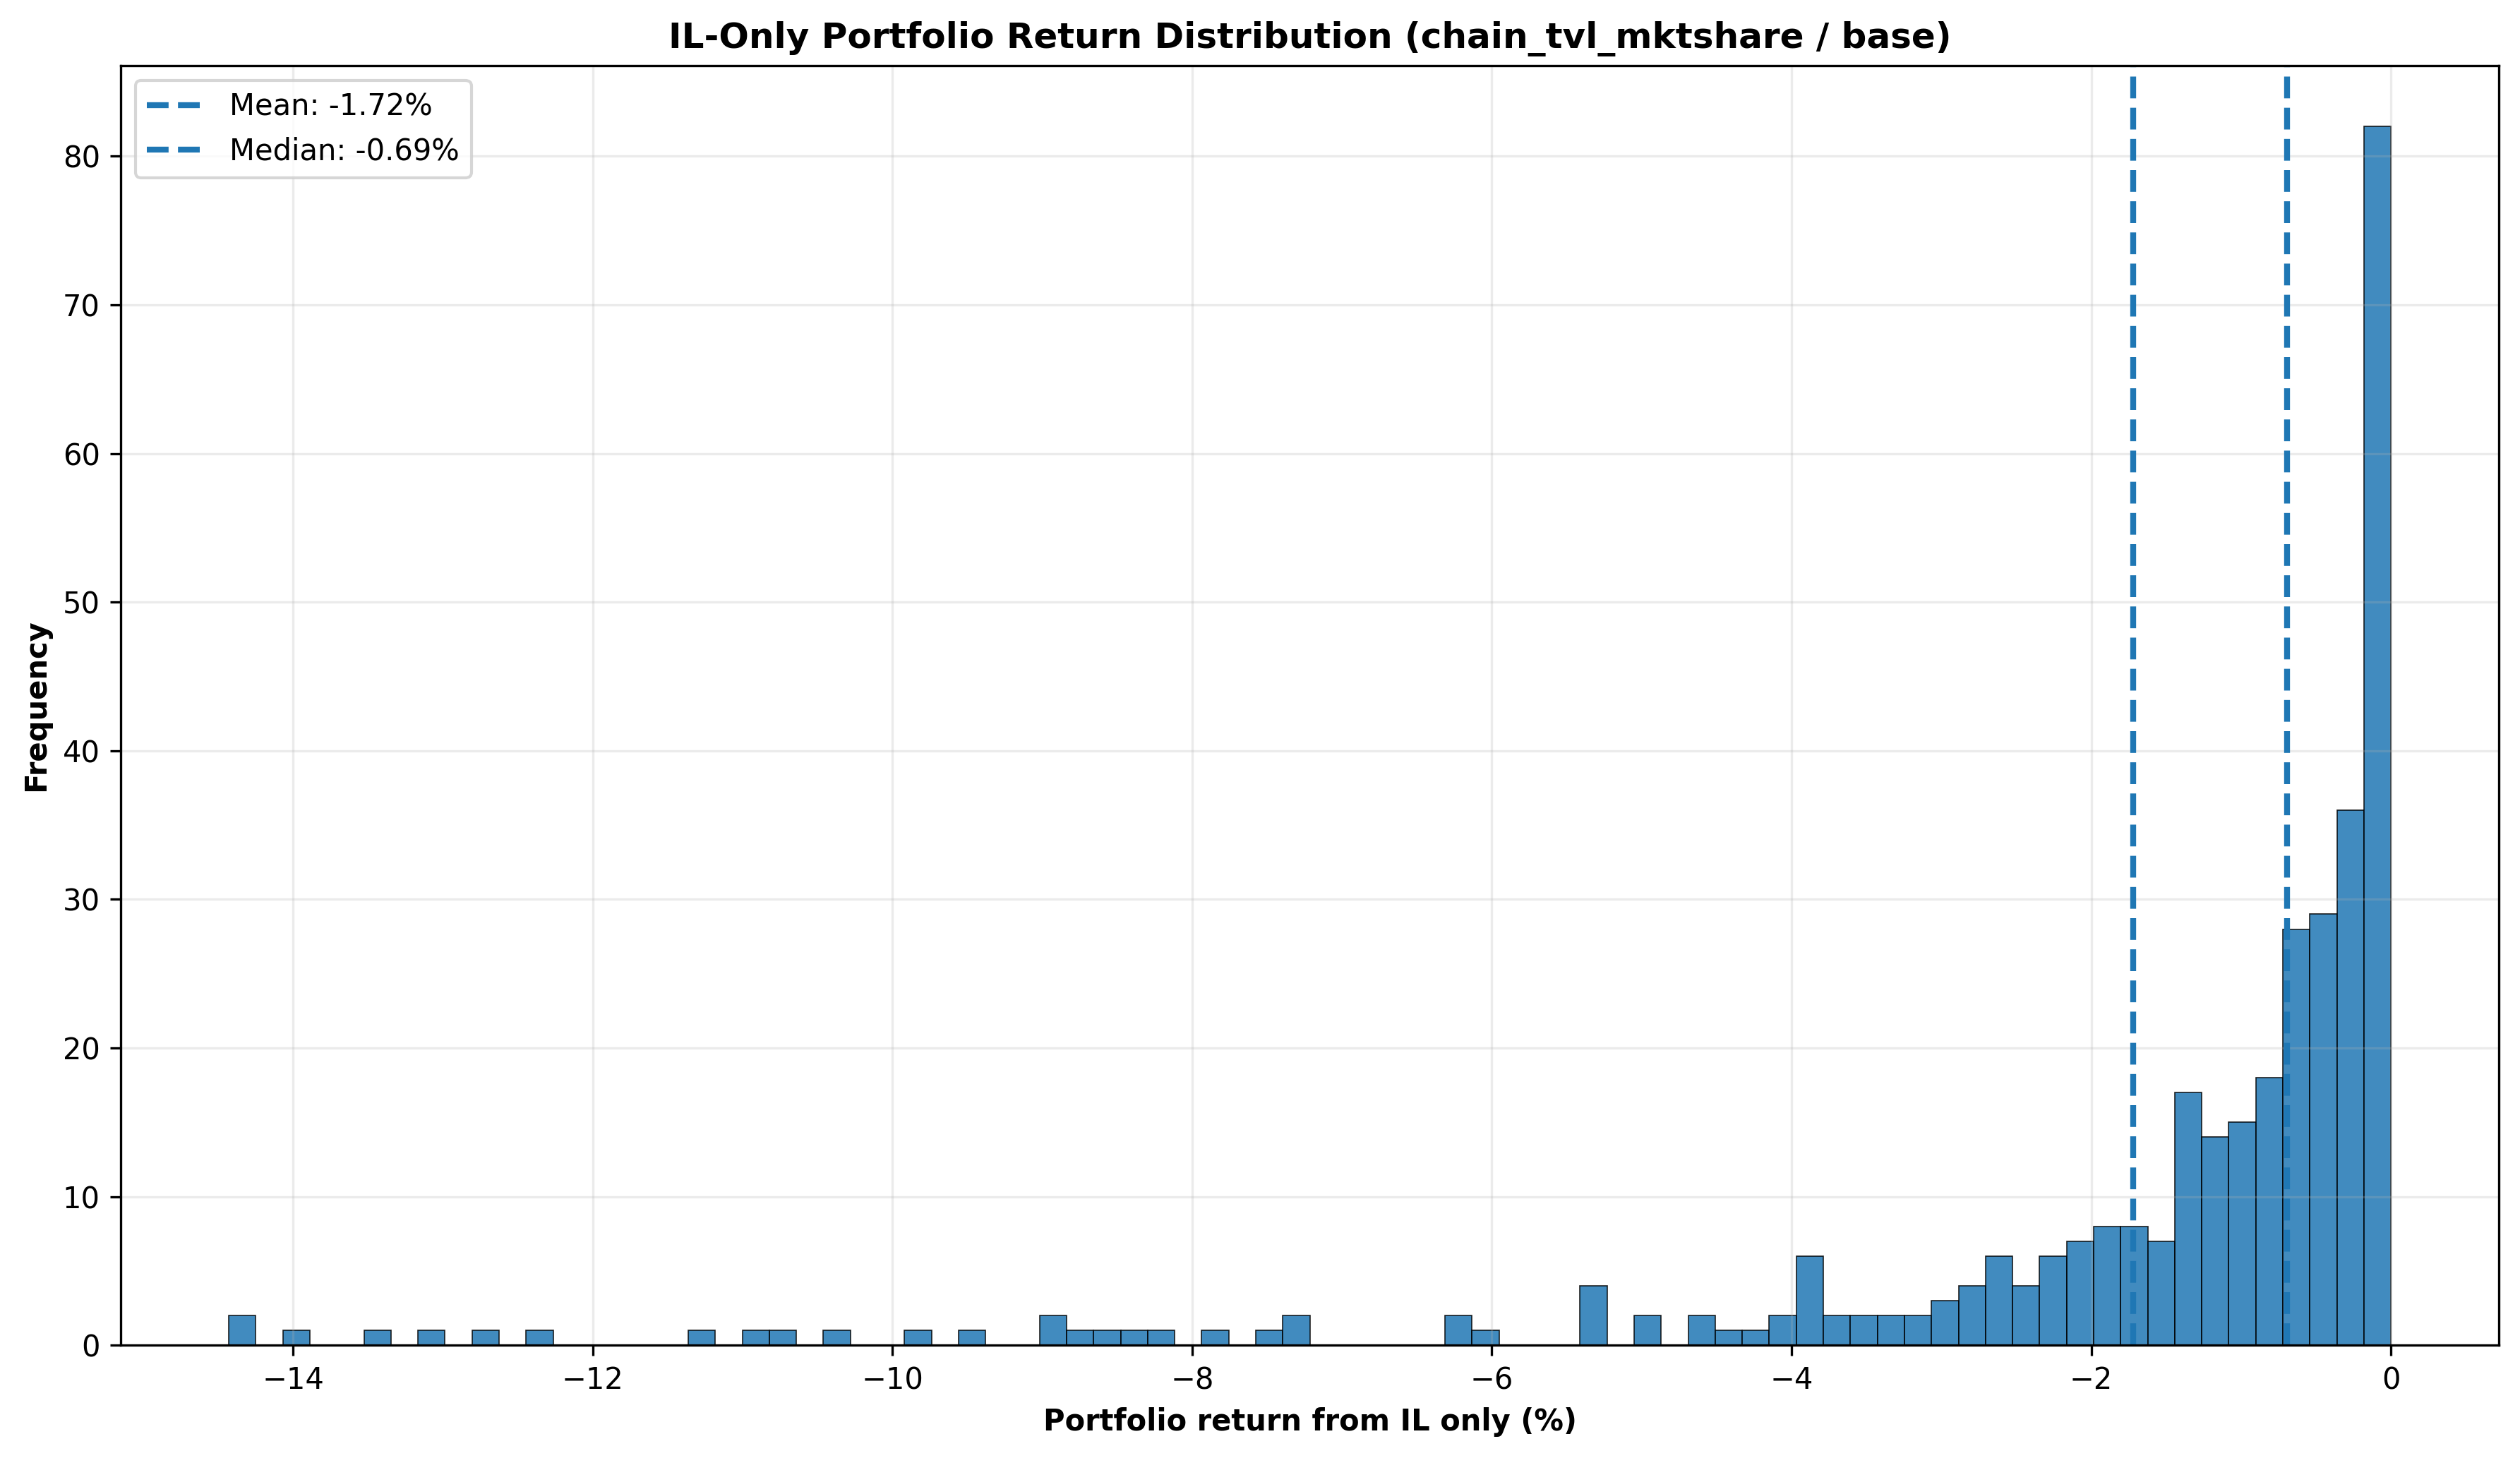 IL-Only Portfolio Return Distribution (chain_tvl_mktshare / base)
Mean: -1.72%
Median: -0.69%
Frequency
80
70
60
50
40
30
20
10
0
−14 −12 −10 −8 −6 −4 −2 0
Portfolio return from IL only (%)